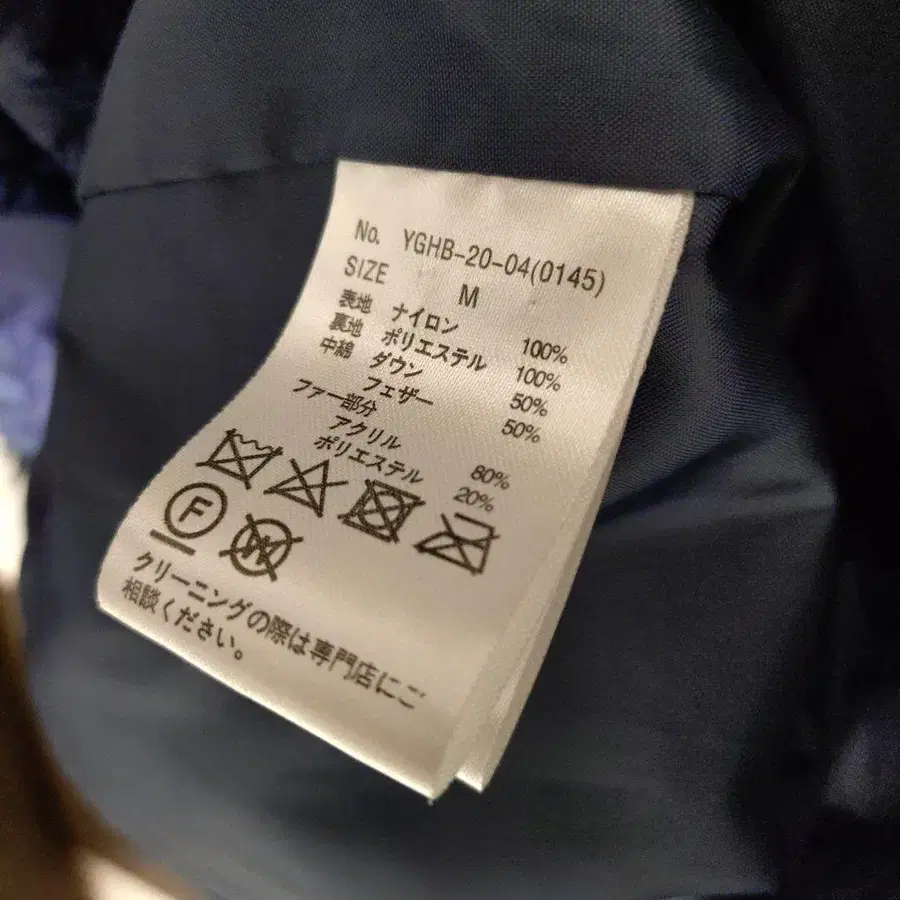 No. YGHB-20-04(0145)
SIZE M
表地 ナイロン 100%
裏地 ポリエステル 100%
中綿 ダウン 50%
フェザー 50%
ファー部分
アクリル 80%
ポリエステル 20%
F W
クリーニングの際は専門店にご
相談ください。